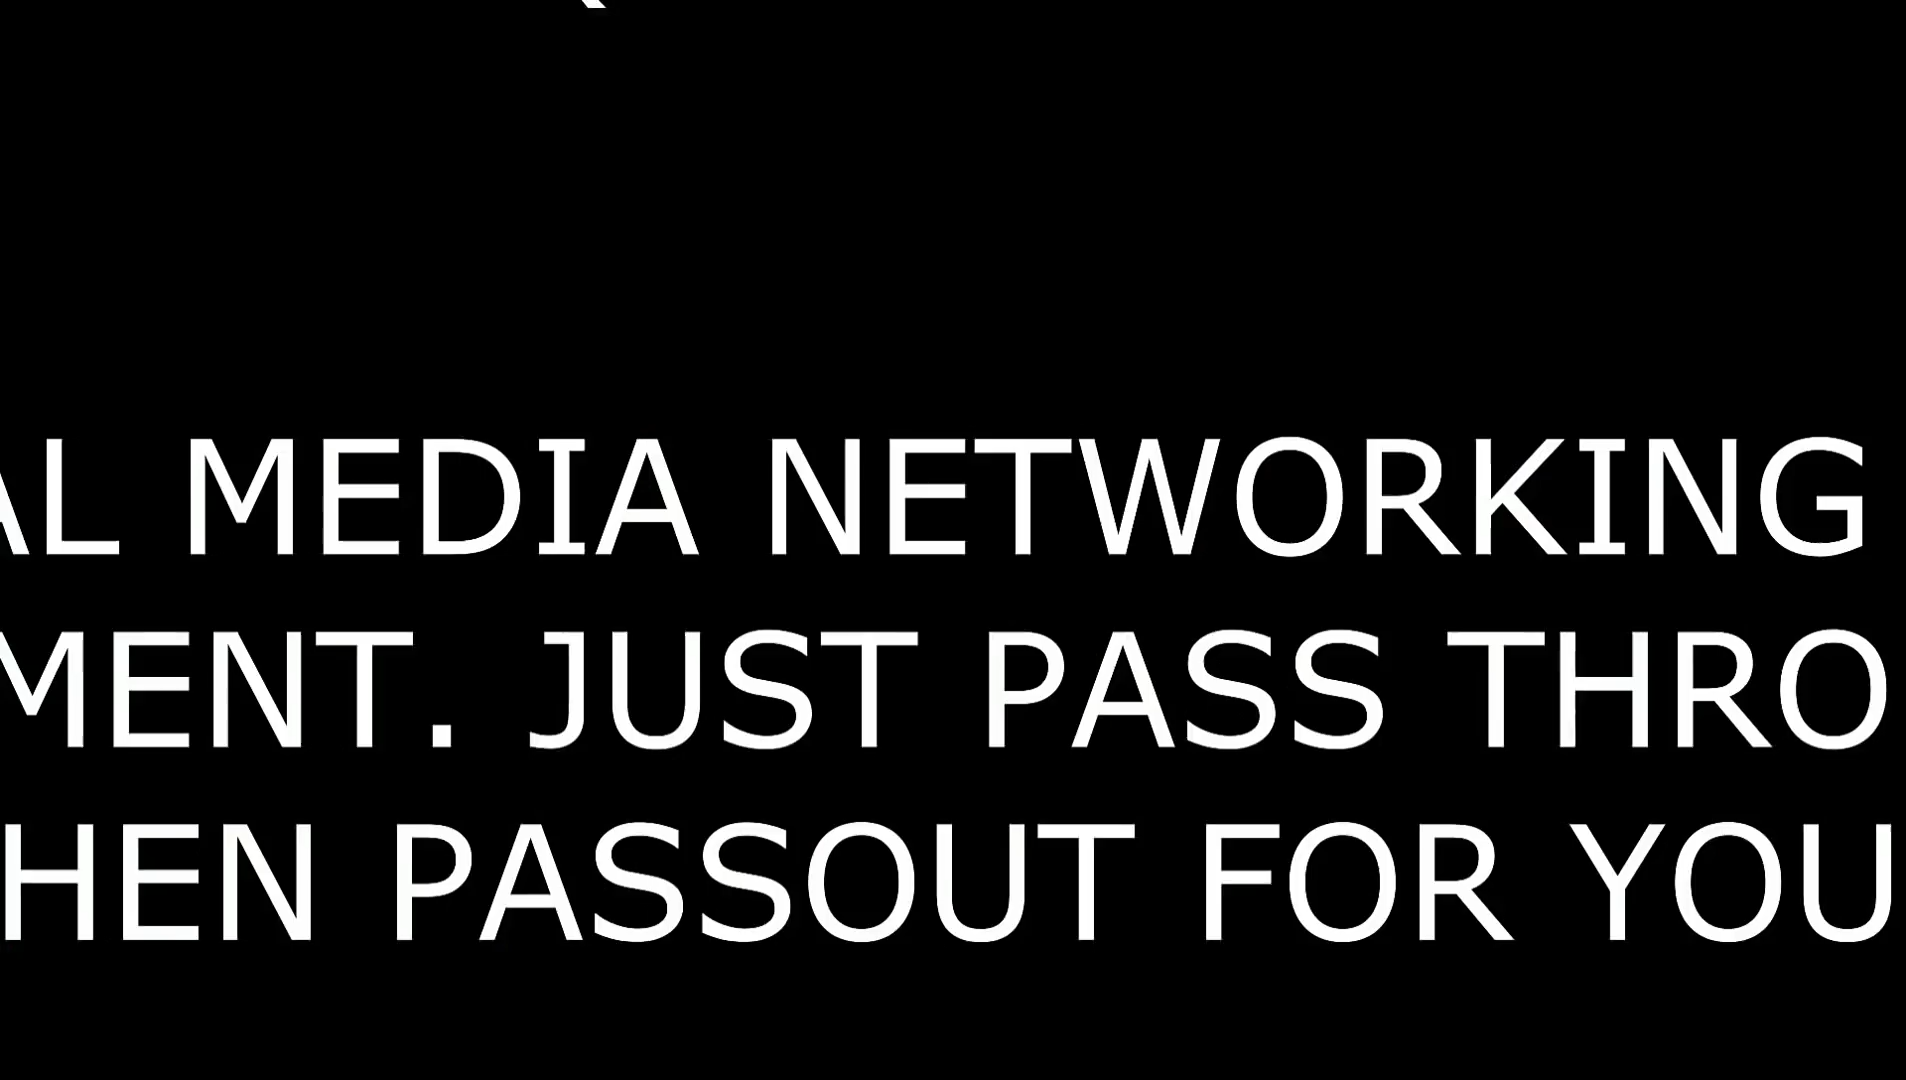 AL MEDIA NETWORKING
MENT. JUST PASS THRO
HEN PASSOUT FOR YOU